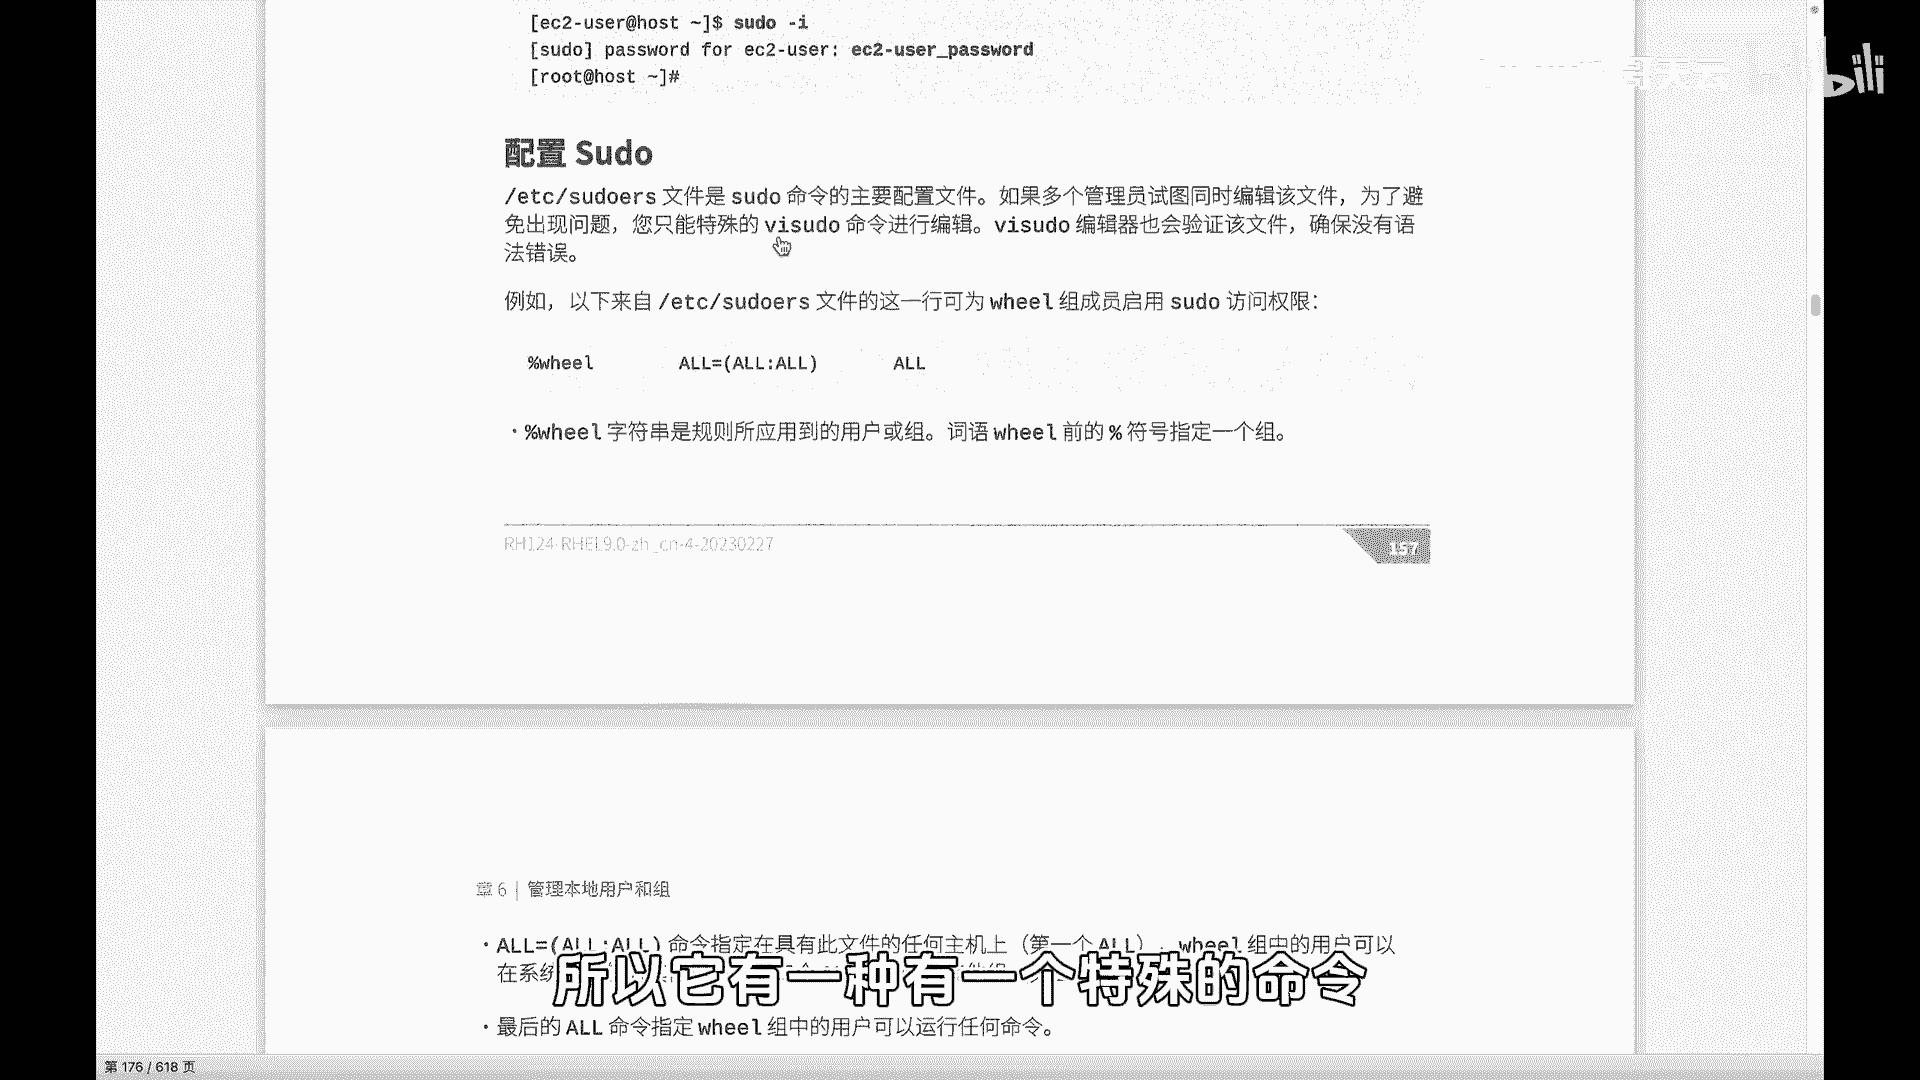 [ec2-user@host ~]$ sudo -i
[sudo] password for ec2-user: ec2-user_password
[root@host ~]#
bili
配置 Sudo
/etc/sudoers 文件是 sudo 命令的主要配置文件。如果多个管理员试图同时编辑该文件，为了避
免出现问题，您只能特殊的 visudo 命令进行编辑。visudo 编辑器也会验证该文件，确保没有语
法错误。
例如，以下来自 /etc/sudoers 文件的这一行可为 wheel 组成员启用 sudo 访问权限：
%wheel ALL=(ALL:ALL) ALL
・%wheel 字符串是规则所应用到的用户或组。词语 wheel 前的 % 符号指定一个组。
RH124-RHEL9.0-zh_cn-4-20230227
157
章 6 | 管理本地用户和组
・ALL=(ALL:ALL) 命令指定在具有此文件的任何主机上（第一个 ALL），wheel 组中的用户可以
在系统
所以它有一种有一个特殊的命令
・最后的 ALL 命令指定 wheel 组中的用户可以运行任何命令。
第 176 / 618 页